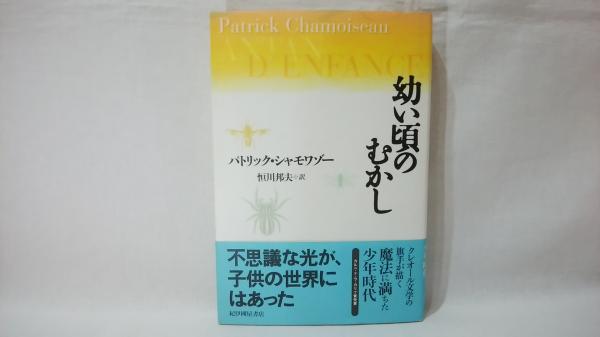 Patrick Chamoiseau
D'ENFANCE
幼い頃の
むかし
パトリック・シャモワゾー
恒川邦夫 訳
不思議な光が、
子供の世界に
はあった
紀伊國屋書店
クレオール文学の
旗手が描く
魔法に満ちた
少年時代